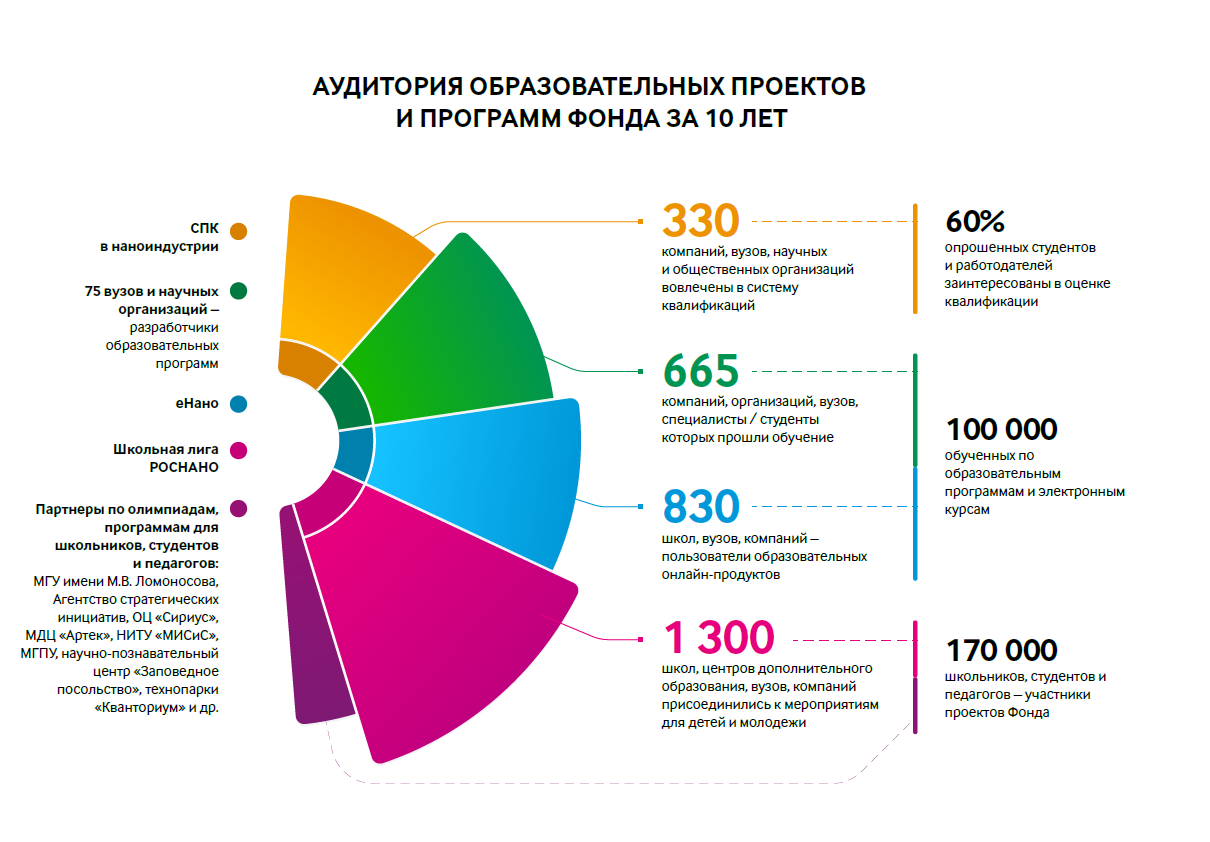 АУДИТОРИЯ ОБРАЗОВАТЕЛЬНЫХ ПРОЕКТОВ
И ПРОГРАММ ФОНДА ЗА 10 ЛЕТ
СПК
в наноиндустрии
75 вузов и научных
организаций –
разработчики
образовательных
программ
еНано
Школьная лига
РОСНАНО
Партнеры по олимпиадам,
программам для
школьников, студентов
и педагогов:
МГУ имени М.В. Ломоносова,
Агентство стратегических
инициатив, ОЦ «Сириус»,
МДЦ «Артек», НИТУ «МИСиС»,
МГПУ, научно-познавательный
центр «Заповедное
посольство», технопарки
«Кванториум» и др.
330
компаний, вузов, научных
и общественных организаций
вовлечены в систему
квалификаций
665
компаний, организаций, вузов,
специалисты / студенты
которых прошли обучение
830
школ, вузов, компаний –
пользователи образовательных
онлайн-продуктов
1 300
школ, центров дополнительного
образования, вузов, компаний
присоединились к мероприятиям
для детей и молодежи
60%
опрошенных студентов
и работодателей
заинтересованы в оценке
квалификации
100 000
обученных по
образовательным
программам и электронным
курсам
170 000
школьников, студентов и
педагогов – участники
проектов Фонда